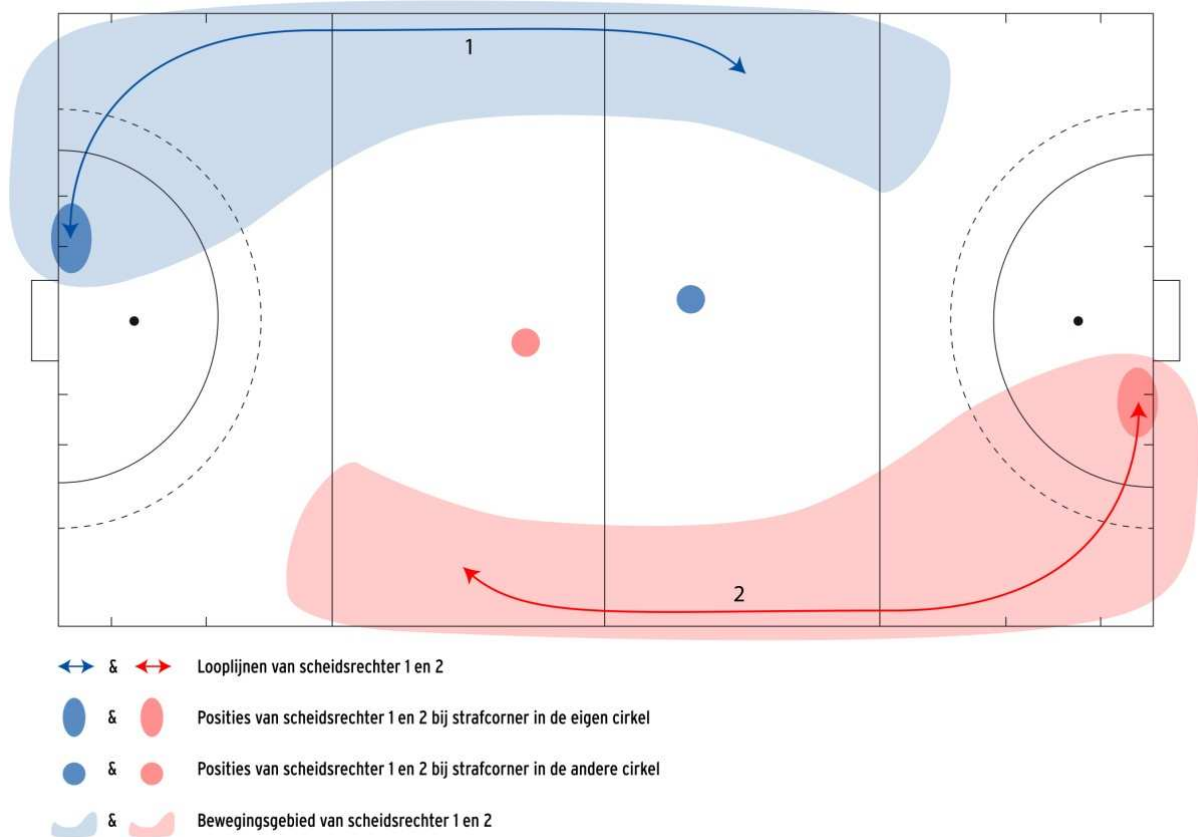 1
2
& Looplijnen van scheidsrechter 1 en 2
& Posities van scheidsrechter 1 en 2 bij strafcorner in de eigen cirkel
& Posities van scheidsrechter 1 en 2 bij strafcorner in de andere cirkel
& Bewegingsgebied van scheidsrechter 1 en 2